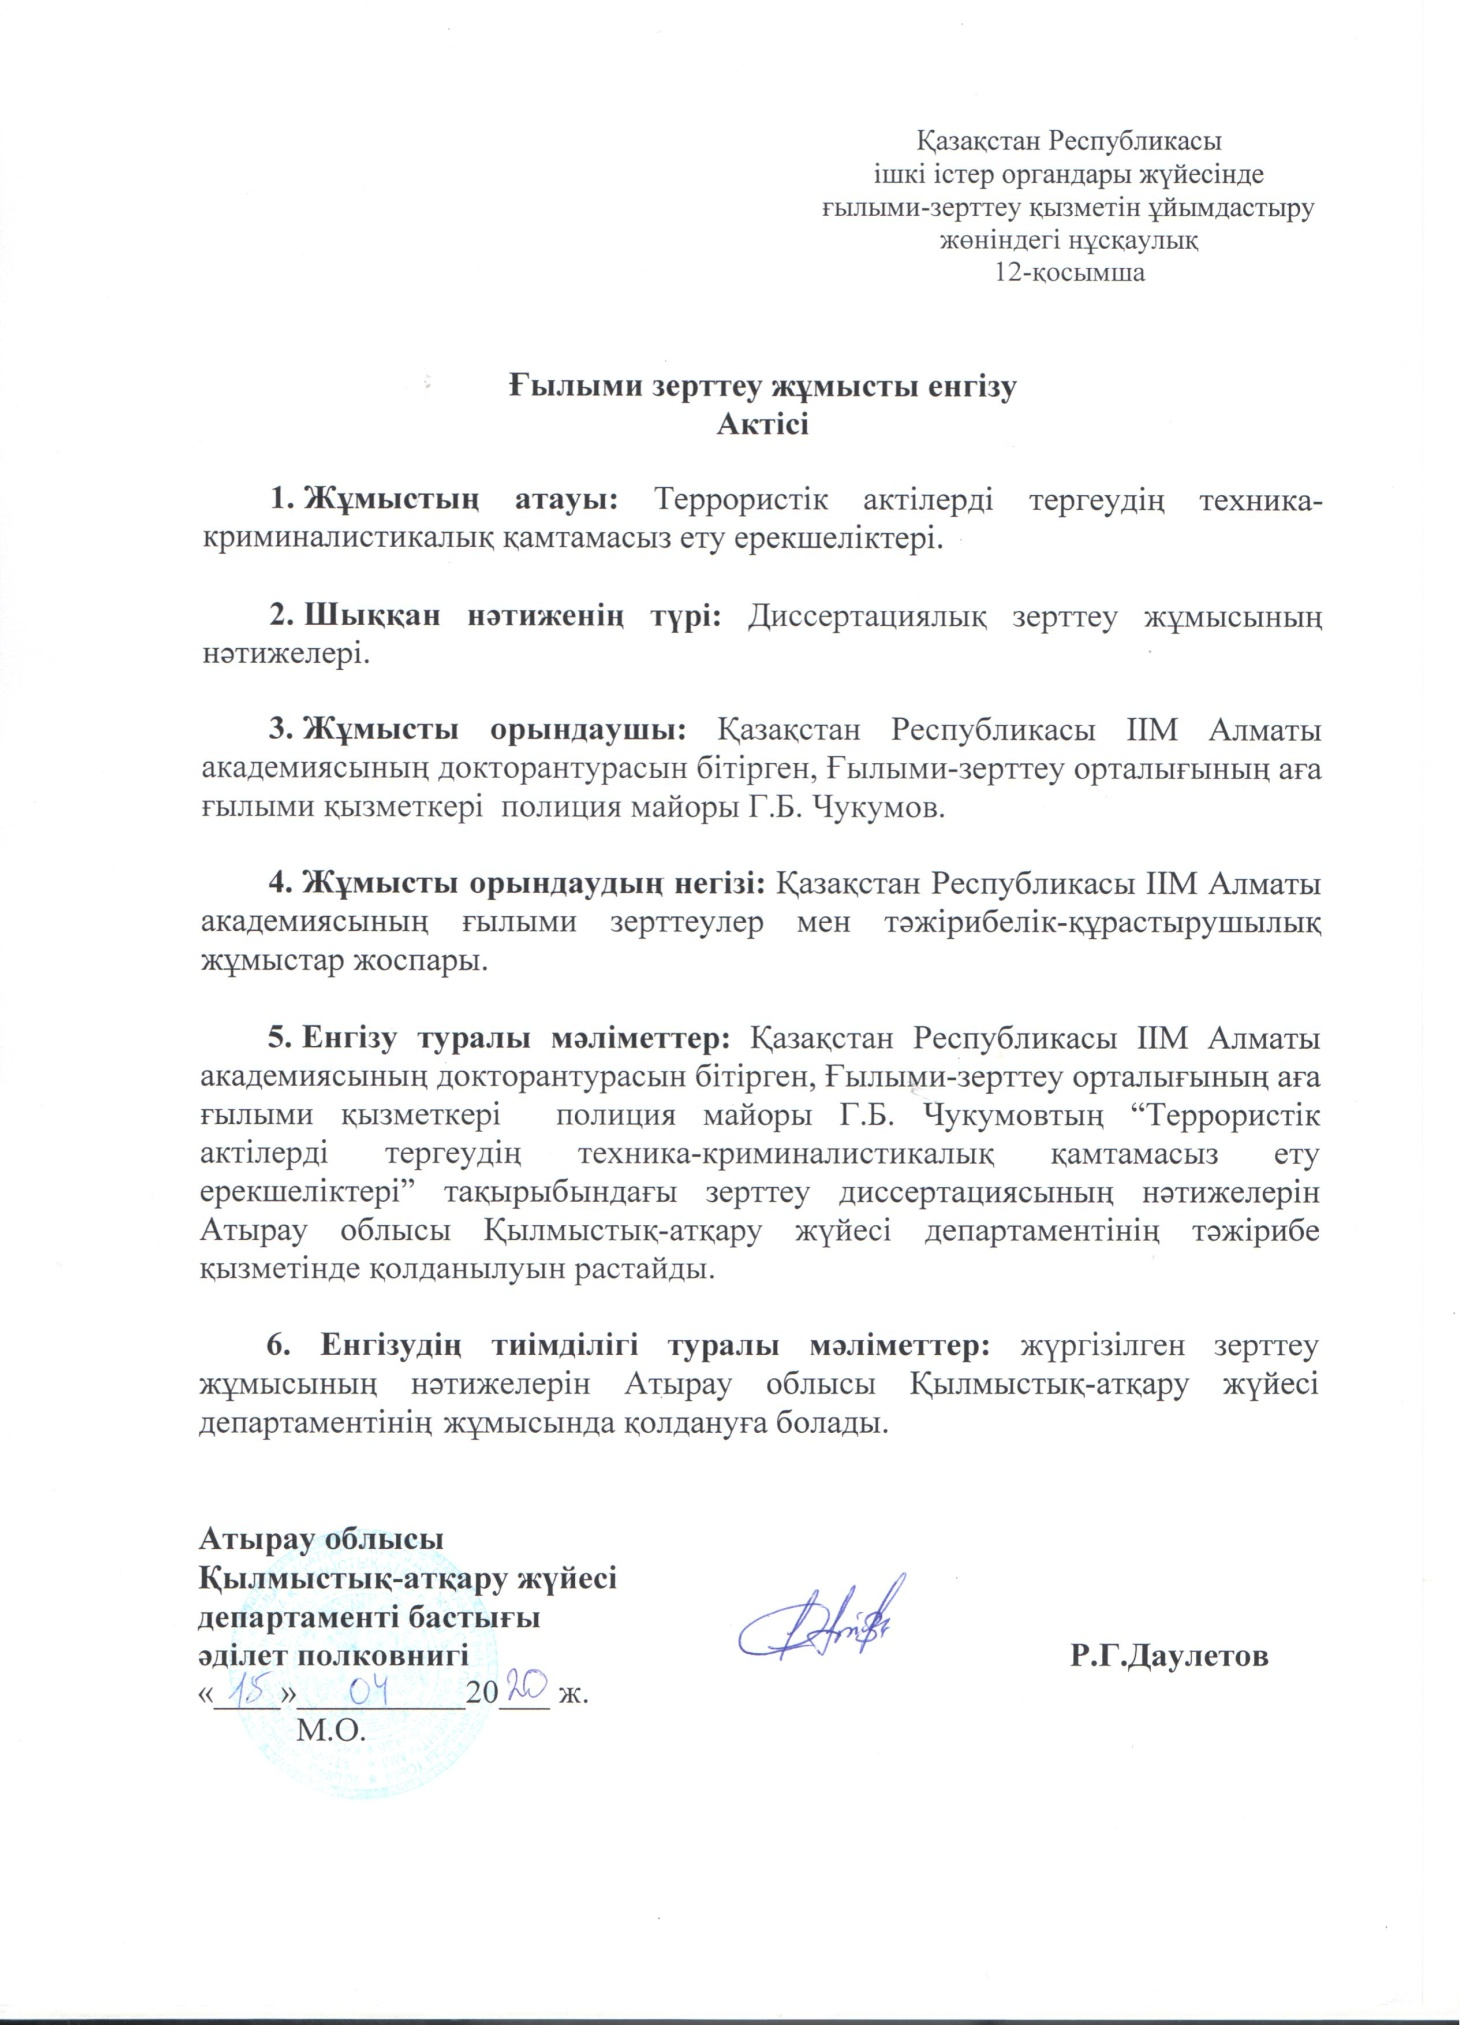 Қазақстан Республикасы
ішкі істер органдары жүйесінде
ғылыми-зерттеу қызметін ұйымдастыру
жөніндегі нұсқаулық
12-қосымша
Ғылыми зерттеу жұмысты енгізу
Актісі
1. Жұмыстың атауы: Террористік актілерді тергеудің техника-
криминалистикалық қамтамасыз ету ерекшеліктері.
2. Шыққан нәтиженің түрі: Диссертациялық зерттеу жұмысының
нәтижелері.
3. Жұмысты орындаушы: Қазақстан Республикасы ІІМ Алматы
академиясының докторантурасын бітірген, Ғылыми-зерттеу орталығының аға
ғылыми қызметкері полиция майоры Г.Б. Чукумов.
4. Жұмысты орындаудың негізі: Қазақстан Республикасы ІІМ Алматы
академиясының ғылыми зерттеулер мен тәжірибелік-құрастырушылық
жұмыстар жоспары.
5. Енгізу туралы мәліметтер: Қазақстан Республикасы ІІМ Алматы
академиясының докторантурасын бітірген, Ғылыми-зерттеу орталығының аға
ғылыми қызметкері полиция майоры Г.Б. Чукумовтың “Террористік
актілерді тергеудің техника-криминалистикалық қамтамасыз ету
ерекшеліктері” тақырыбындағы зерттеу диссертациясының нәтижелерін
Атырау облысы Қылмыстық-атқару жүйесі департаментінің тәжірибе
қызметінде қолданылуын растайды.
6. Енгізудің тиімділігі туралы мәліметтер: жүргізілген зерттеу
жұмысының нәтижелерін Атырау облысы Қылмыстық-атқару жүйесі
департаментінің жұмысында қолдануға болады.
Атырау облысы
Қылмыстық-атқару жүйесі
департаменті бастығы
әділет полковнигі Р.Г.Даулетов
«15» 04 2020 ж.
М.О.